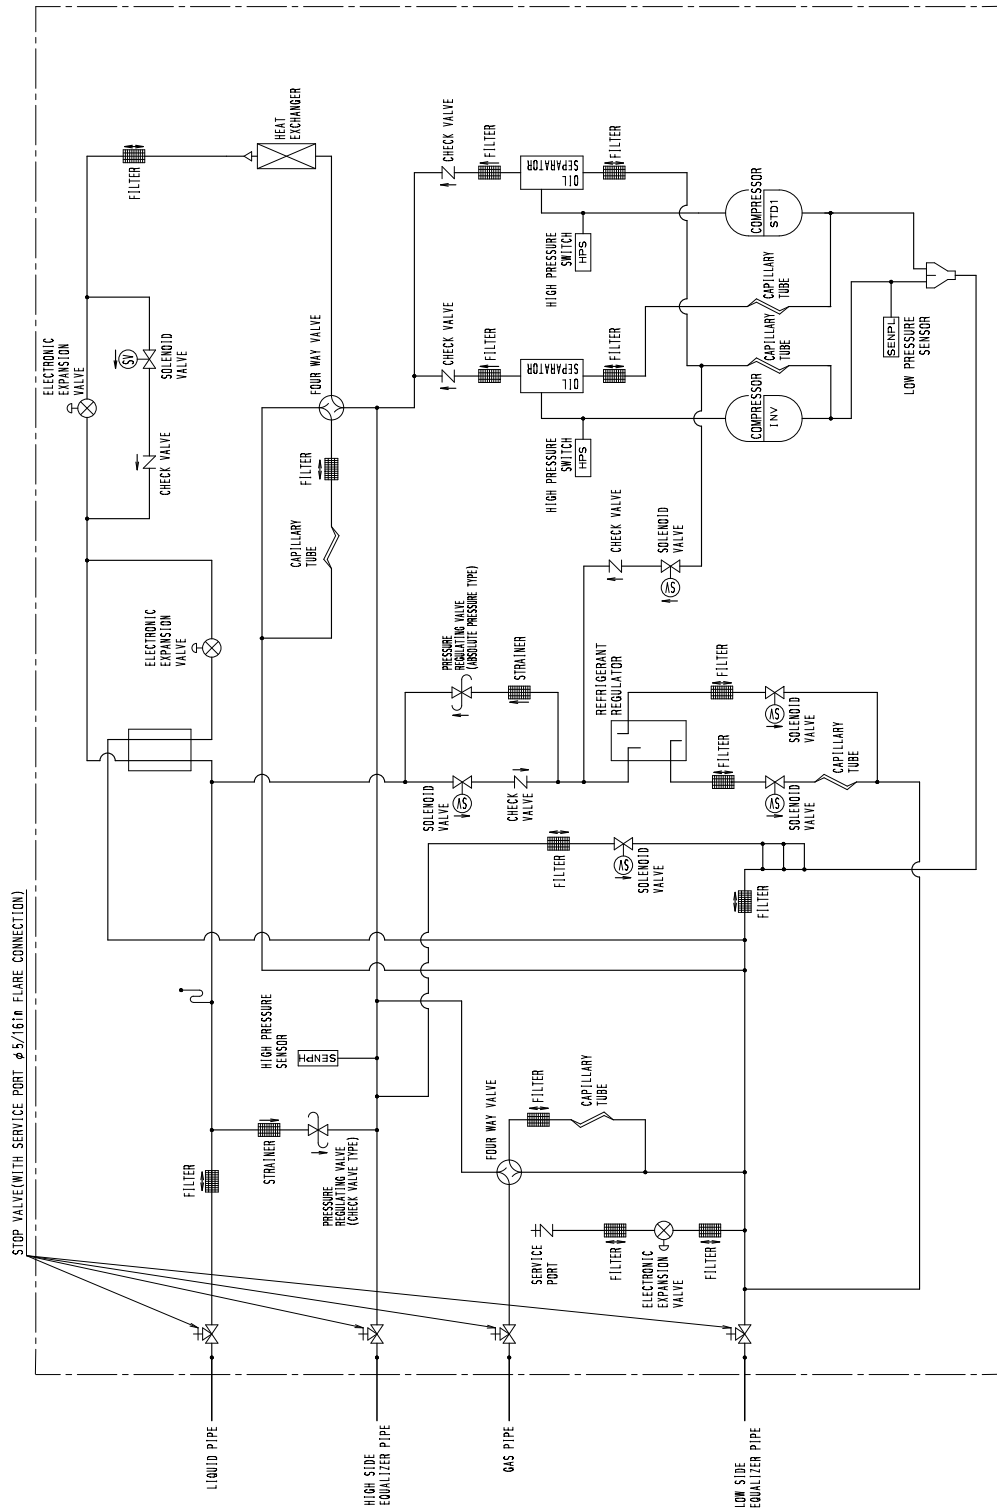 STOP VALVE(WITH SERVICE PORT φ5/16in FLARE CONNECTION)
ELECTRONIC
EXPANSION
VALVE
SV
SOLENOID
VALVE
CHECK VALVE
FILTER
HEAT
EXCHANGER
ELECTRONIC
EXPANSION
VALVE
FOUR WAY VALVE
FILTER
CAPILLARY
TUBE
CHECK VALVE
FILTER
OIL
SEPARATOR
FILTER
HIGH PRESSURE
SWITCH
HPS
COMPRESSOR
STD1
CAPILLARY
TUBE
CHECK VALVE
FILTER
OIL
SEPARATOR
FILTER
HIGH PRESSURE
SWITCH
HPS
COMPRESSOR
INV
CAPILLARY
TUBE
SENPL
LOW PRESSURE
SENSOR
CHECK VALVE
SOLENOID
VALVE
SV
PRESSURE
REGULATING VALVE
(ABSOLUTE PRESSURE TYPE)
STRAINER
SOLENOID
VALVE
SV
CHECK
VALVE
REFRIGERANT
REGULATOR
FILTER
SV
SOLENOID
VALVE
FILTER
SV
SOLENOID
VALVE
CAPILLARY
TUBE
FILTER
SV
SOLENOID
VALVE
FILTER
HIGH PRESSURE
SENSOR
SENPH
FILTER
STRAINER
PRESSURE
REGULATING VALVE
(CHECK VALVE TYPE)
FOUR WAY VALVE
FILTER
CAPILLARY
TUBE
SERVICE
PORT
FILTER
ELECTRONIC
EXPANSION
VALVE
FILTER
LIQUID PIPE
HIGH SIDE
EQUALIZER PIPE
GAS PIPE
LOW SIDE
EQUALIZER PIPE